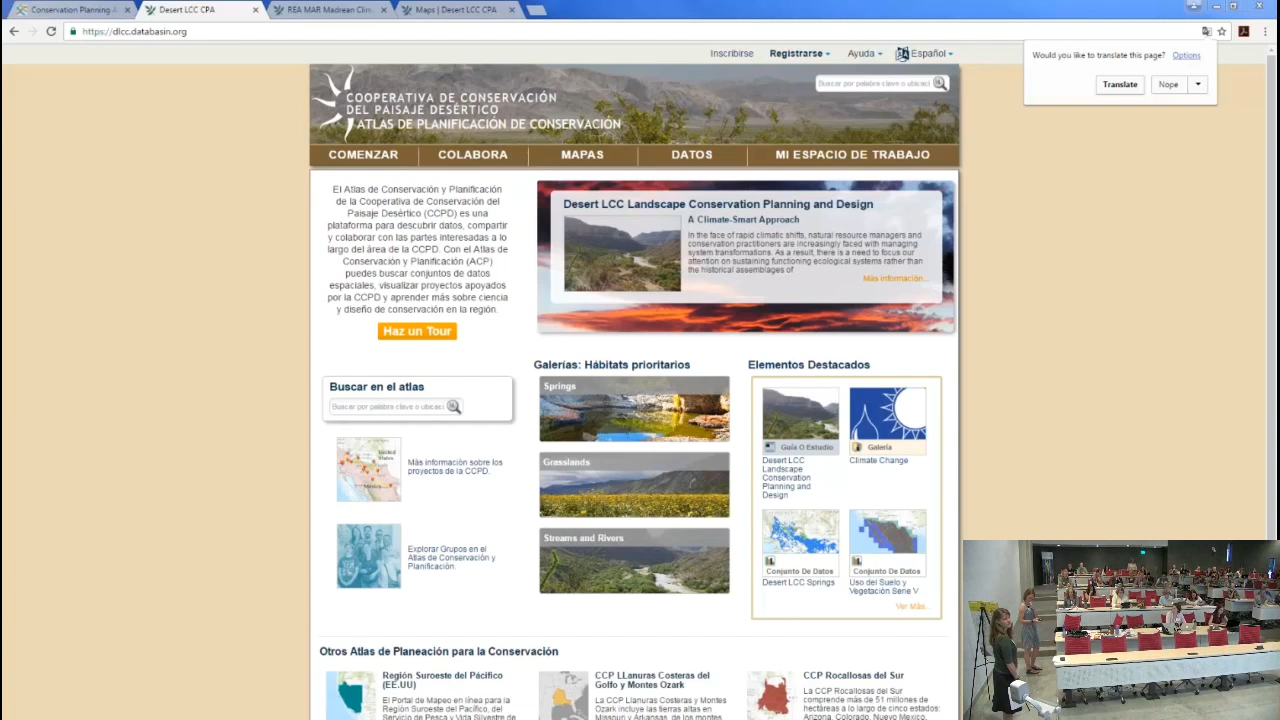 Conservation Planning A
Desert LCC CPA
REA MAR Madrean Clim
Maps | Desert LCC CPA
https://dlcc.databasin.org
Would you like to translate this page? Options
Translate
Nope
Inscribirse
Registrarse
Ayuda
Español
COOPERATIVA DE CONSERVACIÓN
DEL PAISAJE DESÉRTICO
ATLAS DE PLANIFICACIÓN DE CONSERVACIÓN
Buscar por palabra clave o ubicaci
COMENZAR
COLABORA
MAPAS
DATOS
MI ESPACIO DE TRABAJO
El Atlas de Conservación y Planificación
de la Cooperativa de Conservación del
Paisaje Desértico (CCPD) es una
plataforma para descubrir datos, compartir
y colaborar con las partes interesadas a lo
largo del área de la CCPD. Con el Atlas de
Conservación y Planificación (ACP)
puedes buscar conjuntos de datos
espaciales, visualizar proyectos apoyados
por la CCPD y aprender más sobre ciencia
y diseño de conservación en la región.
Haz un Tour
Desert LCC Landscape Conservation Planning and Design
A Climate-Smart Approach
In the face of rapid climatic shifts, natural resource managers and
conservation practitioners are increasingly faced with managing
system transformations. As a result, there is a need to focus our
attention on sustaining functioning ecological systems rather than
the historical assemblages of
Más información...
Buscar en el atlas
Buscar por palabra clave o ubicaci
Más información sobre los
proyectos de la CCPD.
Explorar Grupos en el
Atlas de Conservación y
Planificación.
Galerías: Hábitats prioritarios
Springs
Grasslands
Streams and Rivers
Elementos Destacados
Guía O Estudio
Desert LCC
Landscape
Conservation
Planning and
Design
Galería
Climate Change
Conjunto De Datos
Desert LCC Springs
Conjunto De Datos
Uso del Suelo y
Vegetación Serie V
Ver Más...
Otros Atlas de Planeación para la Conservación
Región Suroeste del Pácifico
(EE.UU)
El Portal de Mapeo en línea para la
Región Suroeste del Pacífico, del
Servicio de Pesca y Vida Silvestre de
CCP LLanuras Costeras del
Golfo y Montes Ozark
La CCP Llanuras Costeras y Montes
Ozark incluye las tierras altas en
Missouri y Arkansas, de los montes
CCP Rocallosas del Sur
La CCP Rocallosas del Sur
comprende más de 51 millones de
hectáreas a lo largo de cinco estados:
Arizona, Colorado, Nuevo Mexico,